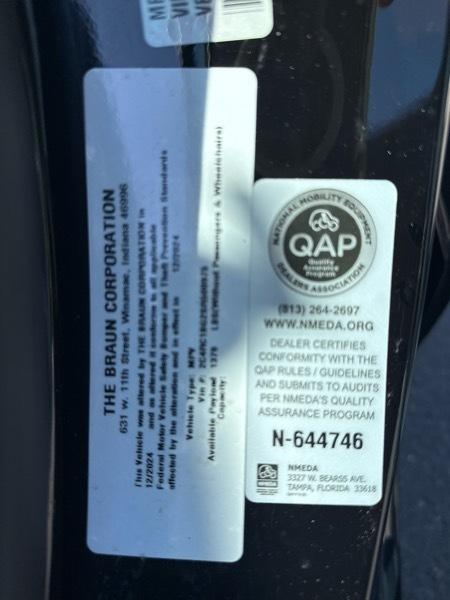 THE BRAUN CORPORATION
631 w. 11th Street, Winamac, Indiana 46996
This Vehicle was altered by THE BRAUN CORPORATION in
12/2024 and as altered it conforms to all applicable
Federal Motor Vehicle Safety Bumper and Theft Prevention Standards
affected by the alteration and in effect in 12/2024
Vehicle Type: MPV
Vin #:
Available Payload 1379 LBS(Without Passengers & Wheelchairs)
Capacity:
NATIONAL MOBILITY EQUIPMENT
QAP
Quality
Assurance
Program
DEALERS ASSOCIATION
(813) 264-2697
WWW.NMEDA.ORG
DEALER CERTIFIES
CONFORMITY WITH THE
QAP RULES / GUIDELINES
AND SUBMITS TO AUDITS
PER NMEDA'S QUALITY
ASSURANCE PROGRAM
N-644746
NMEDA
3327 W. BEARSS AVE.
TAMPA, FLORIDA 33618